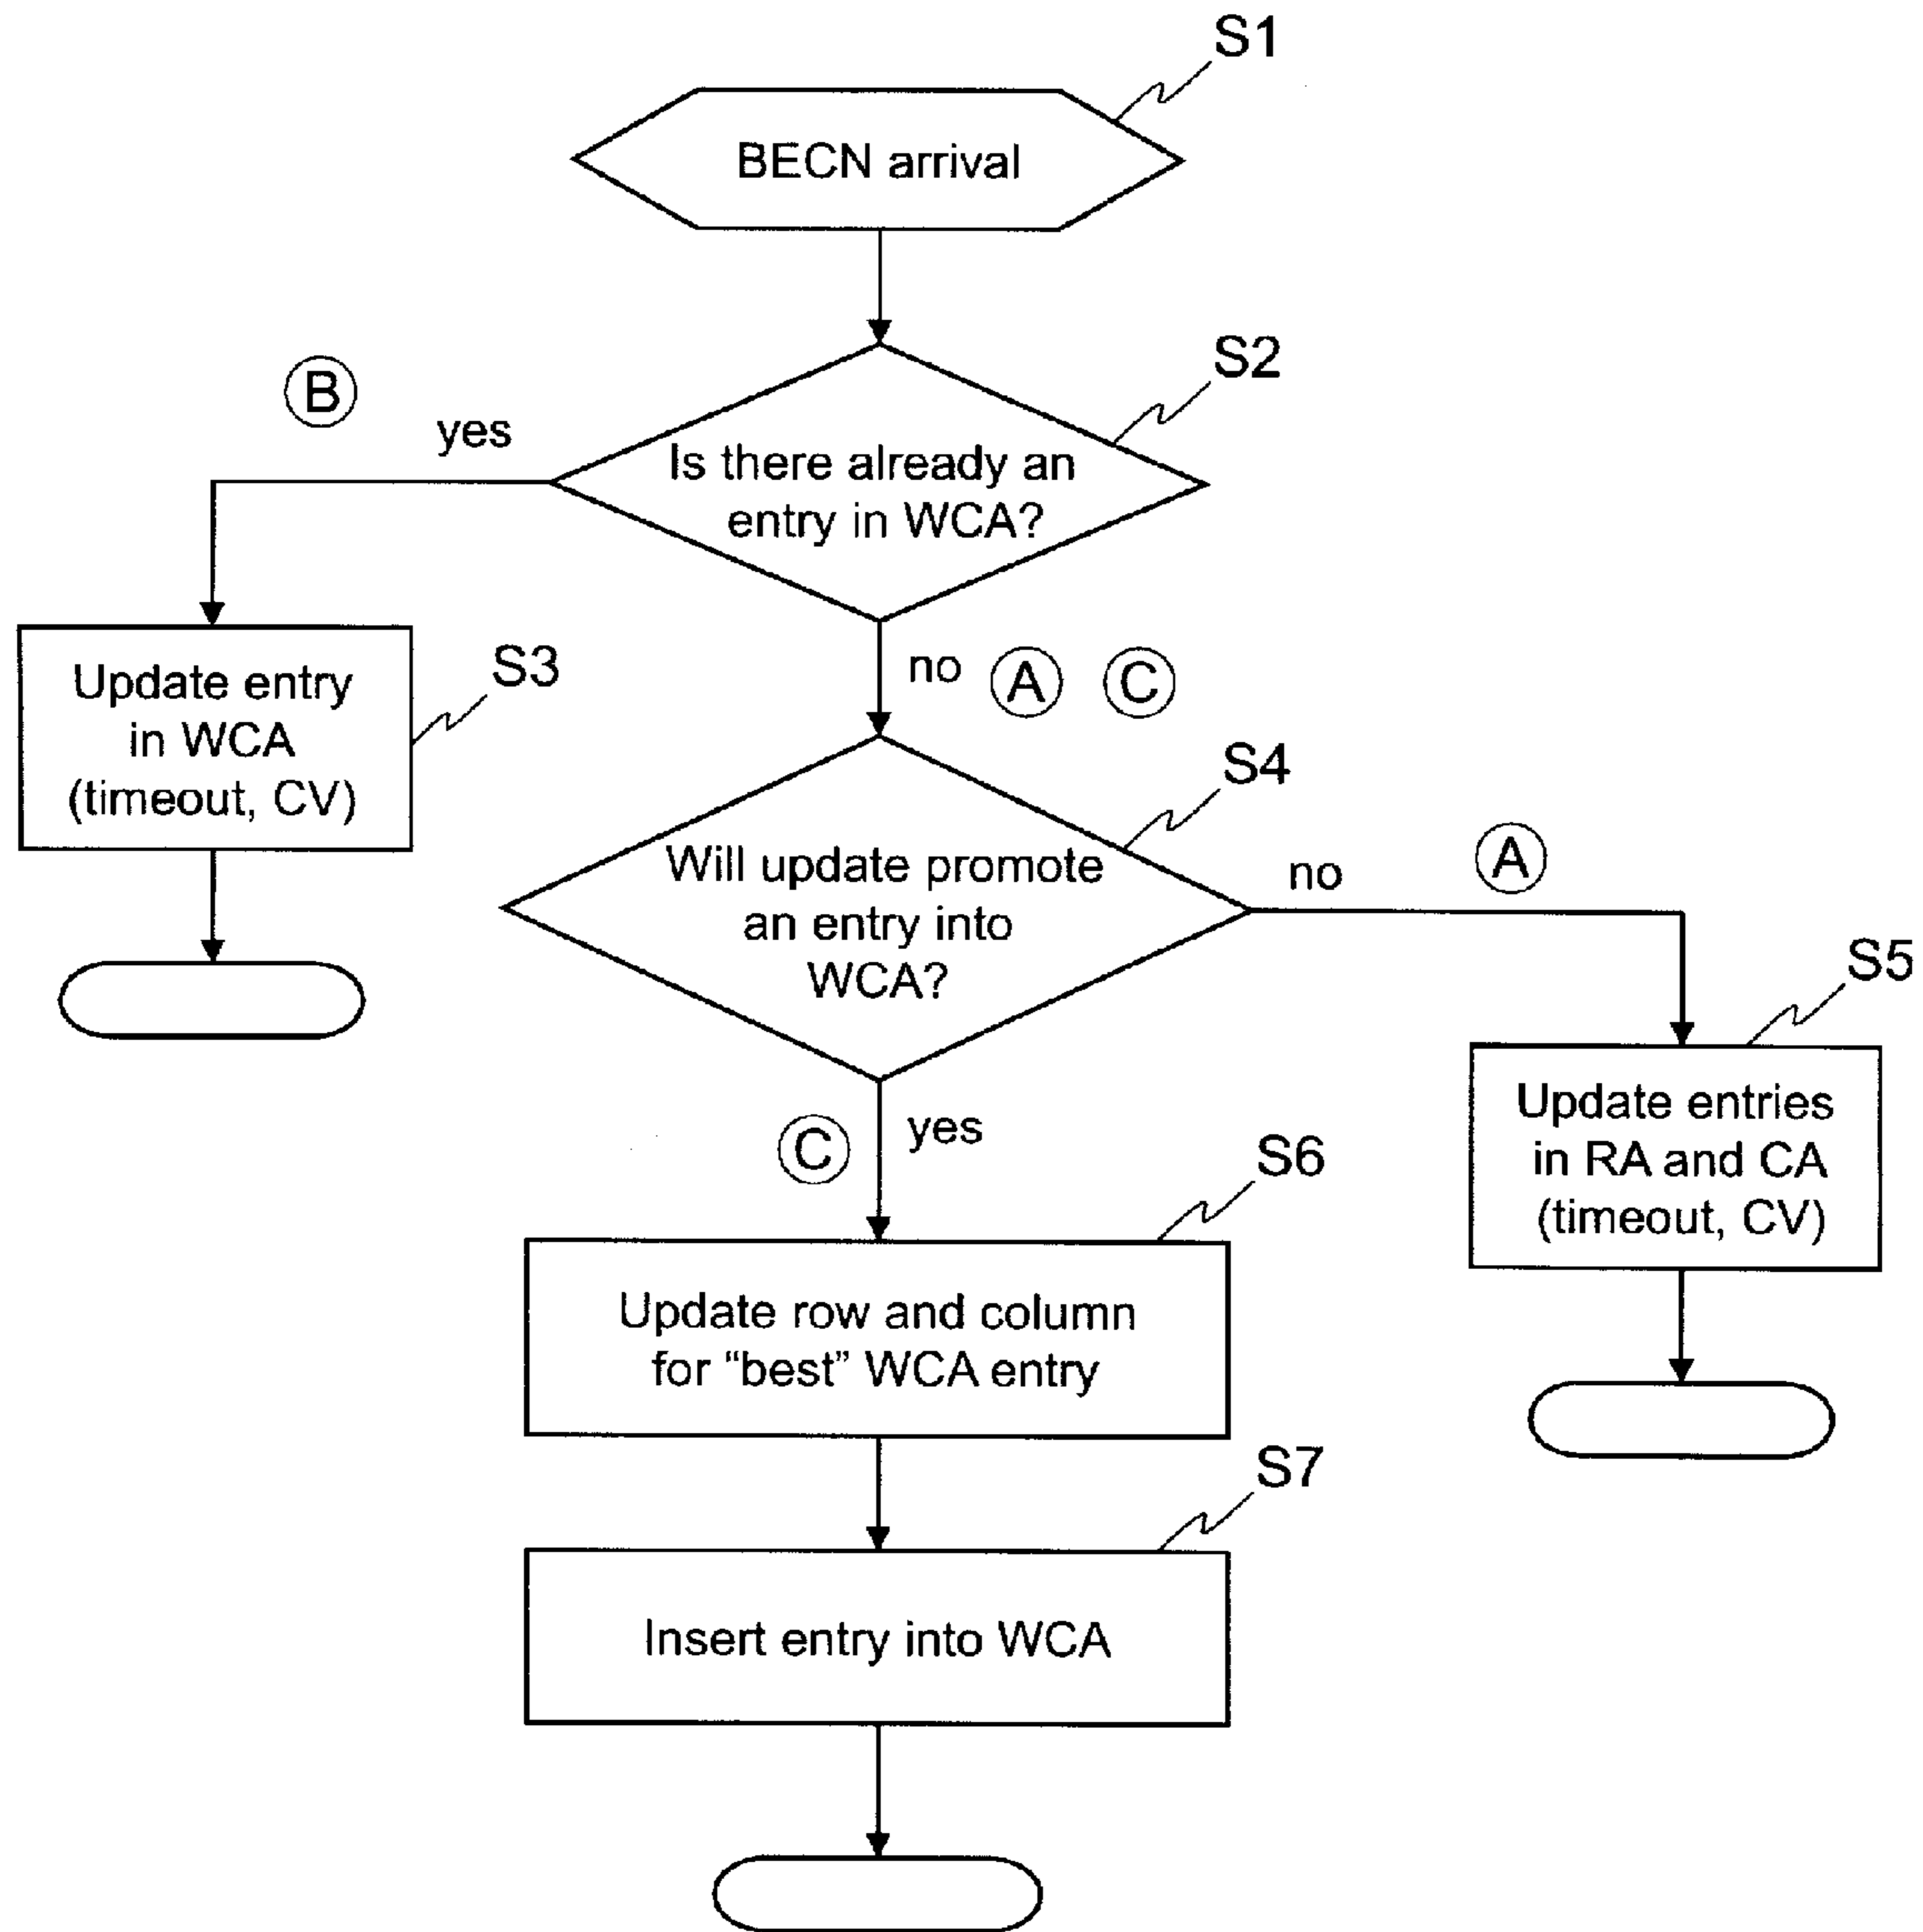 S1
BECN arrival
S2
B
yes
Is there already an
entry in WCA?
no A C
S3
Update entry
in WCA
(timeout, CV)
S4
Will update promote
an entry into
WCA?
no
A
S5
Update entries
in RA and CA
(timeout, CV)
C
yes
S6
Update row and column
for “best” WCA entry
S7
Insert entry into WCA